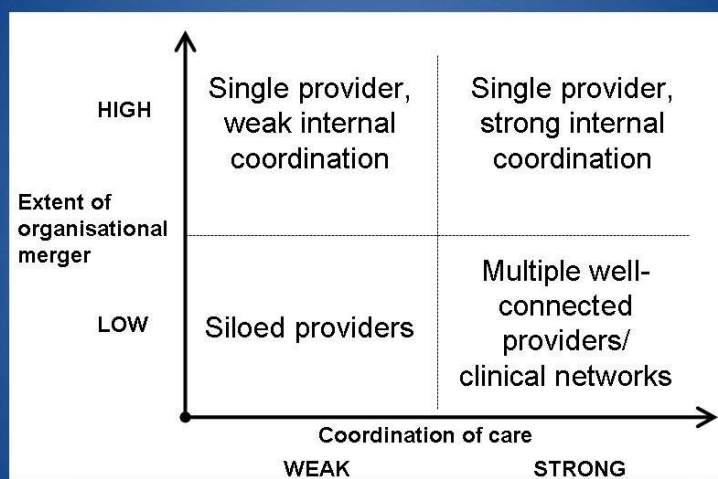 HIGH
Single provider,
weak internal
coordination
Single provider,
strong internal
coordination
Extent of
organisational
merger
LOW
Siloed providers
Multiple well-
connected
providers/
clinical networks
Coordination of care
WEAK
STRONG